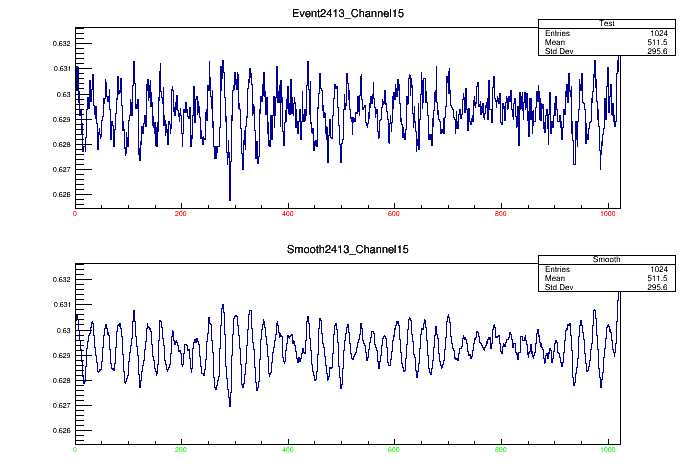 Event2413_Channel15
Test
Entries 1024
Mean 511.5
Std Dev 295.6
0.632
0.631
0.63
0.629
0.628
0.627
0.626
0 200 400 600 800 1000
Smooth2413_Channel15
Smooth
Entries 1024
Mean 511.5
Std Dev 295.6
0.632
0.631
0.63
0.629
0.628
0.627
0.626
0 200 400 600 800 1000